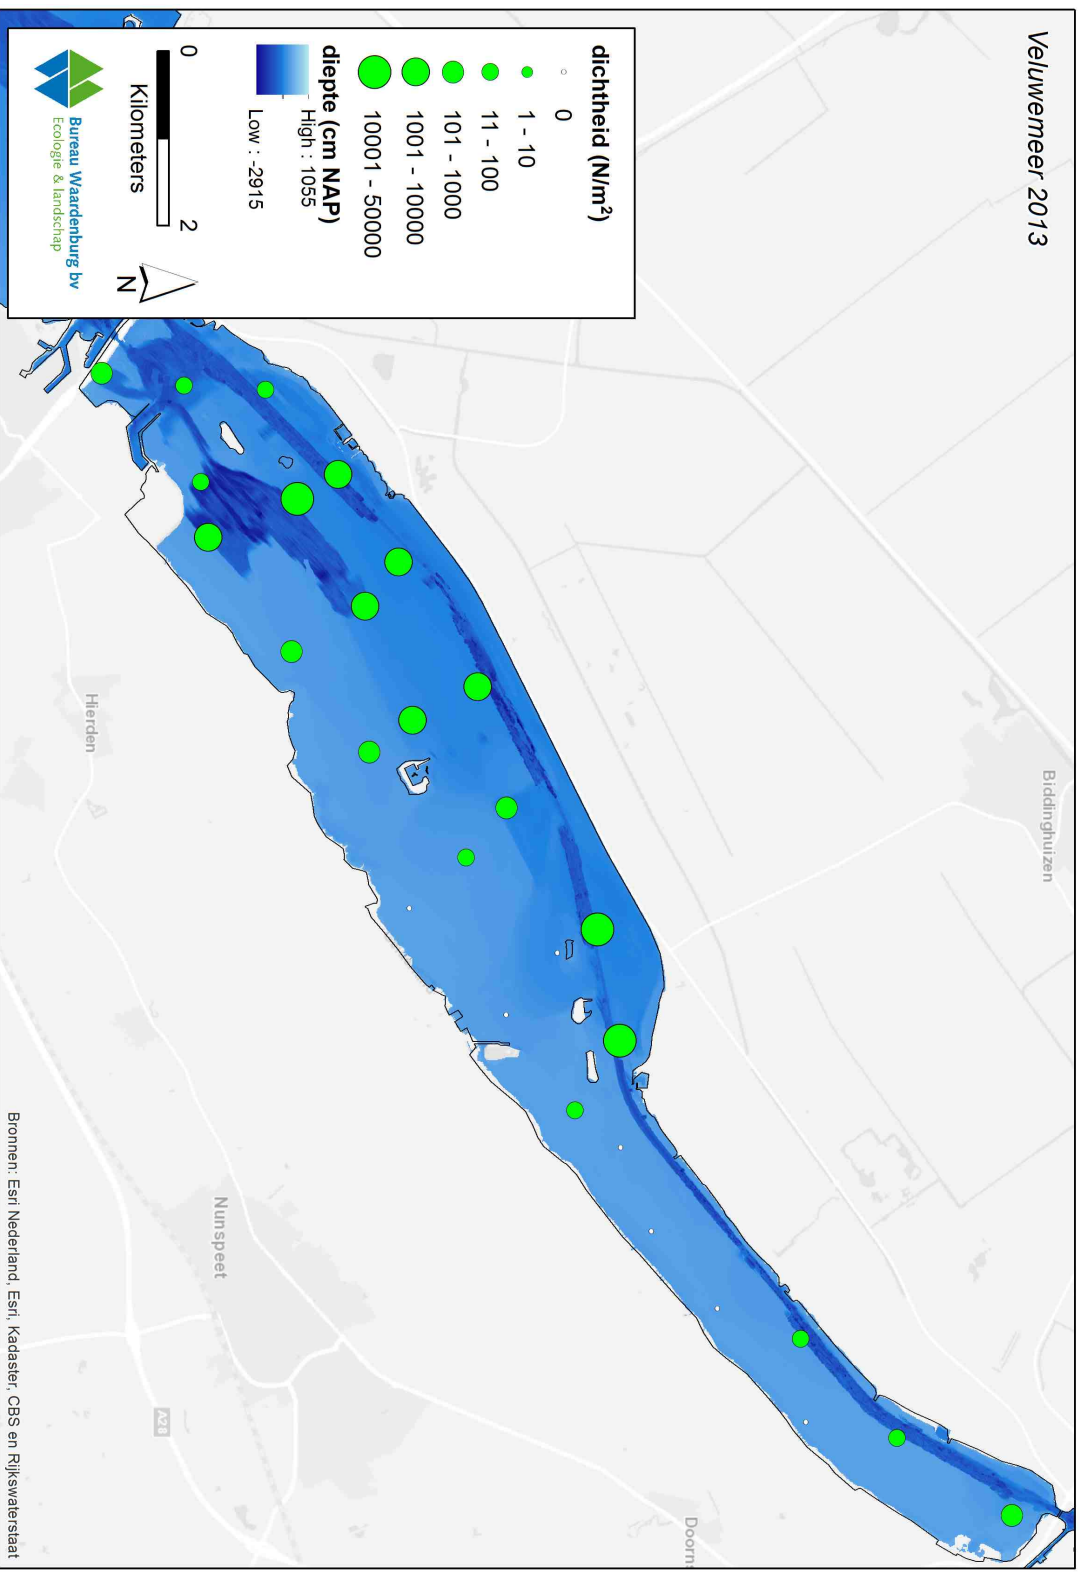 Veluwemeer 2013
dichtheid (N/m²)
0
1 - 10
11 - 100
101 - 1000
1001 - 10000
10001 - 50000
diepte (cm NAP)
High : 1055
Low : -2915
0 2
Kilometers
N
Bureau Waardenburg bv
Ecologie & landschap
Biddinghuizen
Hierden
Nunspeet
A28
Doorns
Bronnen: Esri Nederland, Esri, Kadaster, CBS en Rijkswaterstaat